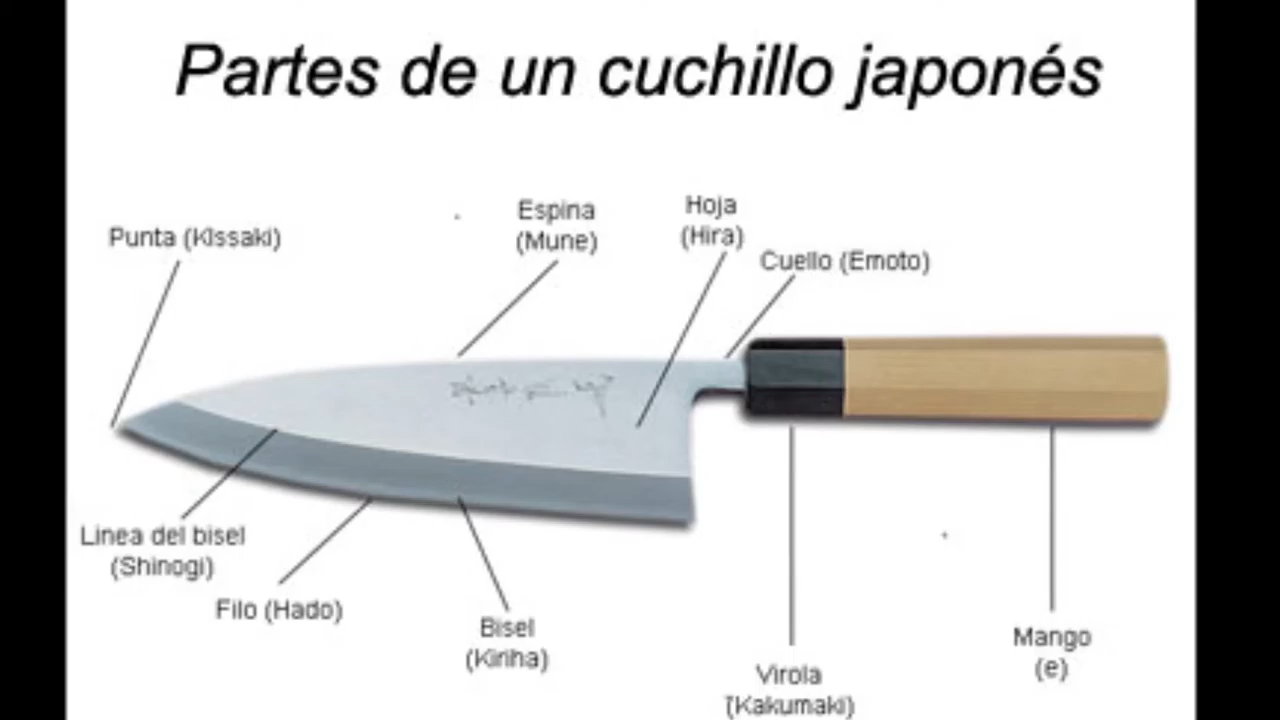 Partes de un cuchillo japonés
Punta (KIssaki)
Espina
(Mune)
Hoja
(Hira)
Cuello (Emoto)
Linea del bisel
(Shinogi)
Filo (Hado)
Bisel
(Kiriha)
Virola
(Kakumaki)
Mango
(e)